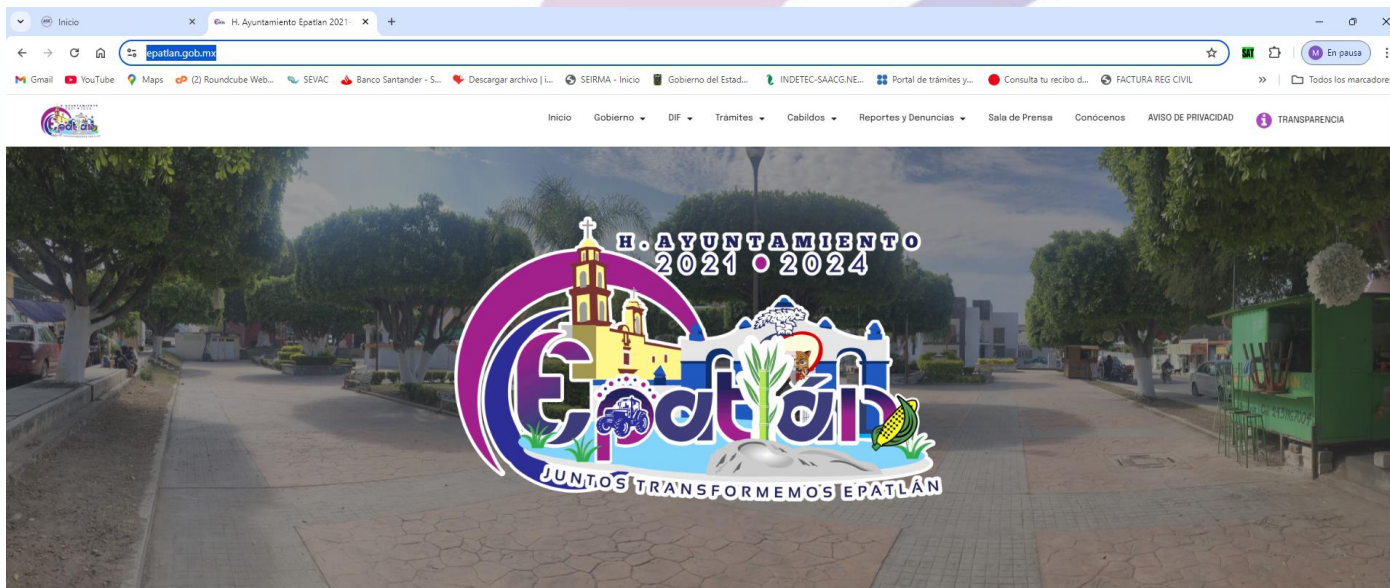 Inicio
H. Ayuntamiento Epatlan 2021-
epatlan.gob.mx
SAT
M En pausa
Gmail
YouTube
Maps
(2) Roundcube Web...
SEVAC
Banco Santander - S...
Descargar archivo | i...
SEIRMA - Inicio
Gobierno del Estad...
INDETEC-SAACG.NE...
Portal de trámites y...
Consulta tu recibo d...
FACTURA REG CIVIL
Todos los marcadores
Epatlán
Inicio
Gobierno
DIF
Trámites
Cabildos
Reportes y Denuncias
Sala de Prensa
Conócenos
AVISO DE PRIVACIDAD
TRANSPARENCIA
H. AYUNTAMIENTO
2021 • 2024
Epatlán
JUNTOS TRANSFORMEMOS EPATLÁN